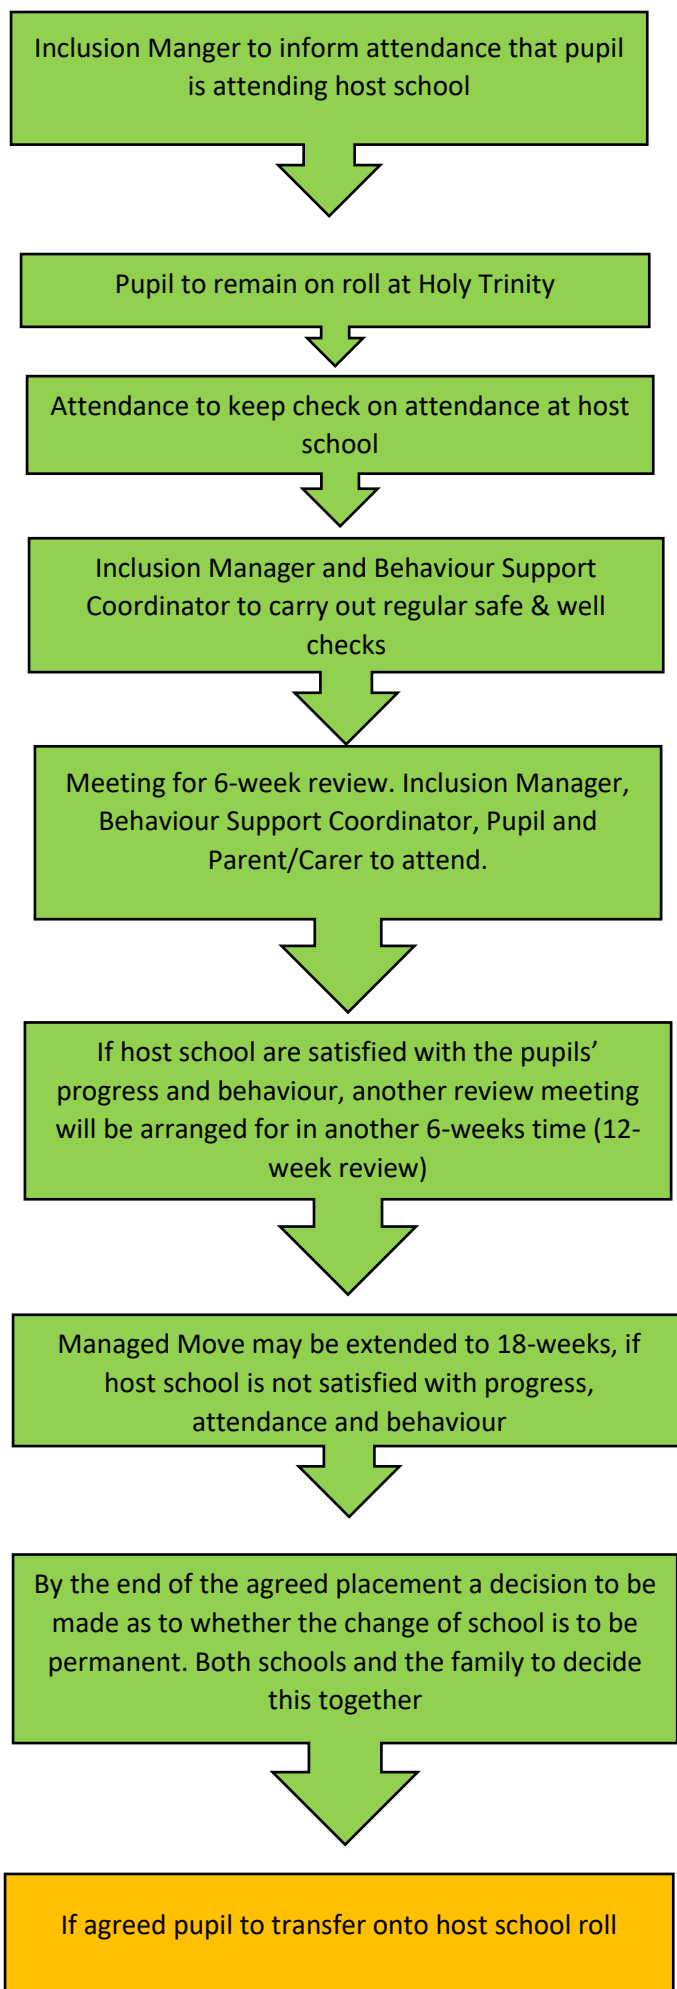 Inclusion Manger to inform attendance that pupil
is attending host school
Pupil to remain on roll at Holy Trinity
Attendance to keep check on attendance at host
school
Inclusion Manager and Behaviour Support
Coordinator to carry out regular safe & well
checks
Meeting for 6-week review. Inclusion Manager,
Behaviour Support Coordinator, Pupil and
Parent/Carer to attend.
If host school are satisfied with the pupils’
progress and behaviour, another review meeting
will be arranged for in another 6-weeks time (12-
week review)
Managed Move may be extended to 18-weeks, if
host school is not satisfied with progress,
attendance and behaviour
By the end of the agreed placement a decision to be
made as to whether the change of school is to be
permanent. Both schools and the family to decide
this together
If agreed pupil to transfer onto host school roll